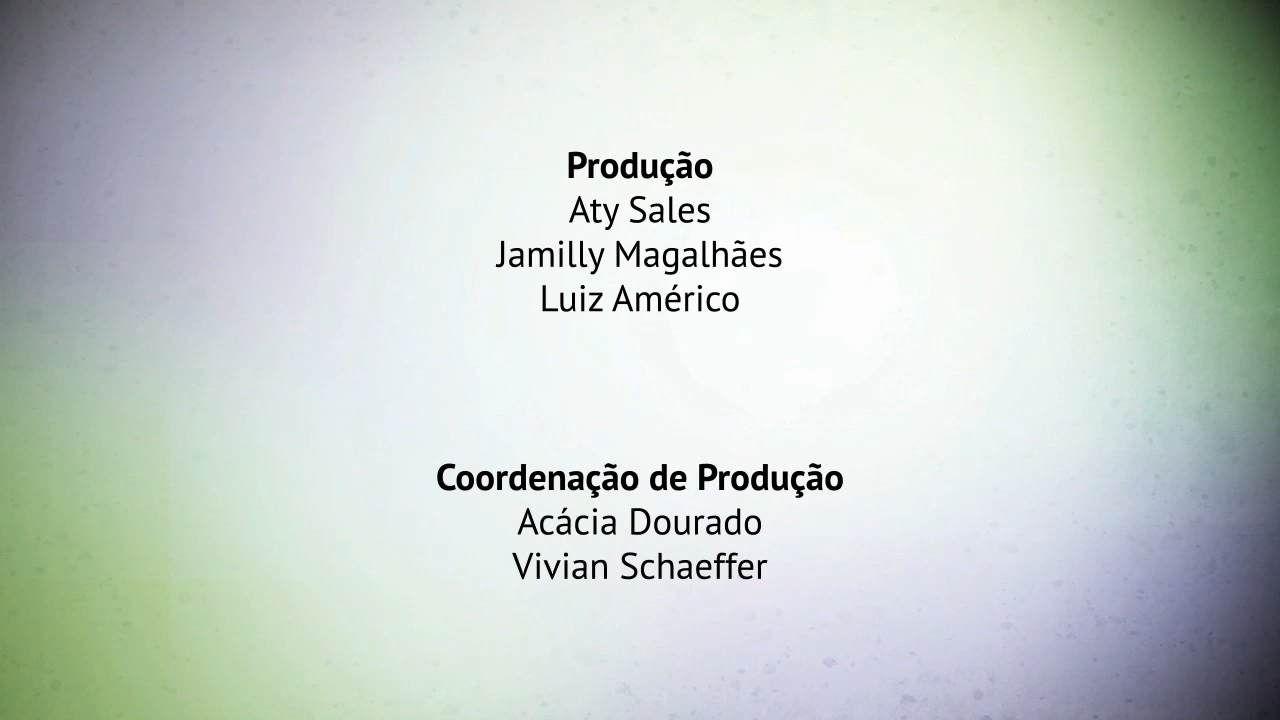 Produção
Aty Sales
Jamilly Magalhães
Luiz Américo
Coordenação de Produção
Acácia Dourado
Vivian Schaeffer